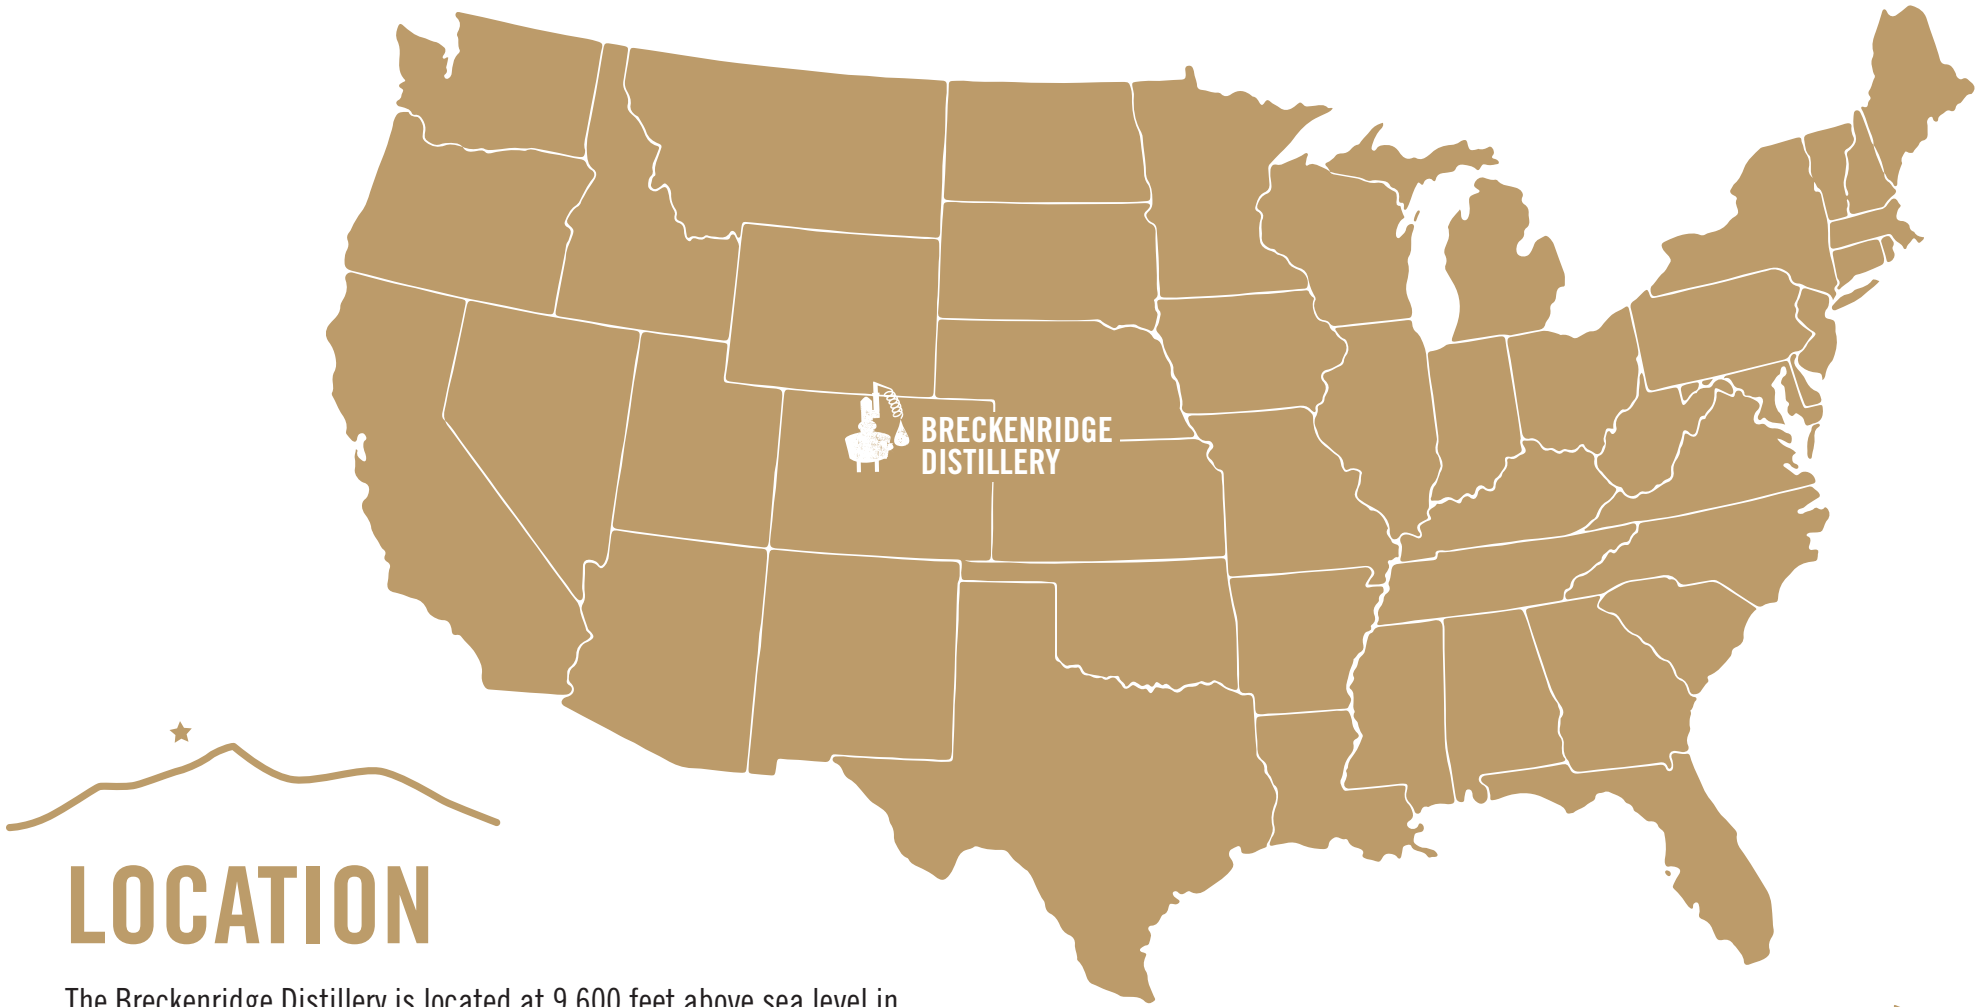 BRECKENRIDGE
DISTILLERY
LOCATION
The Breckenridge Distillery is located at 9,600 feet above sea level in